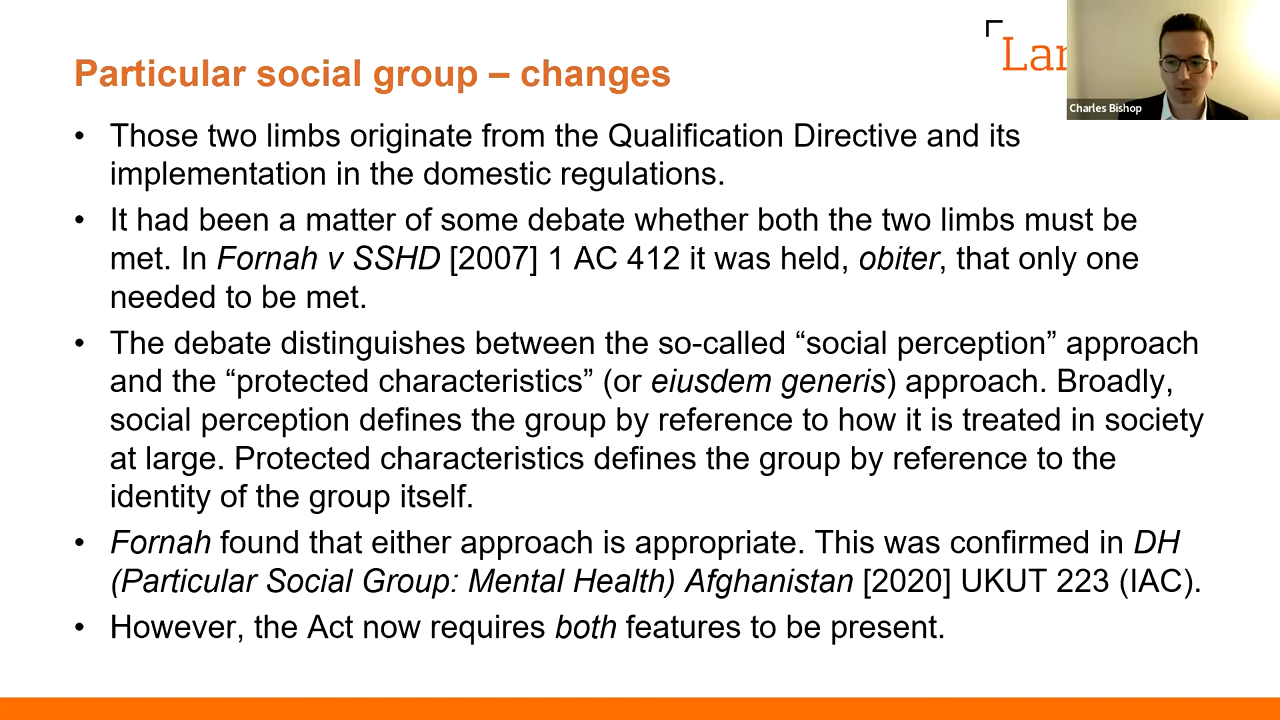 Particular social group – changes
Lan
Charles Bishop
• Those two limbs originate from the Qualification Directive and its
implementation in the domestic regulations.
• It had been a matter of some debate whether both the two limbs must be
met. In Fornah v SSHD [2007] 1 AC 412 it was held, obiter, that only one
needed to be met.
• The debate distinguishes between the so-called “social perception” approach
and the “protected characteristics” (or eiusdem generis) approach. Broadly,
social perception defines the group by reference to how it is treated in society
at large. Protected characteristics defines the group by reference to the
identity of the group itself.
• Fornah found that either approach is appropriate. This was confirmed in DH
(Particular Social Group: Mental Health) Afghanistan [2020] UKUT 223 (IAC).
• However, the Act now requires both features to be present.